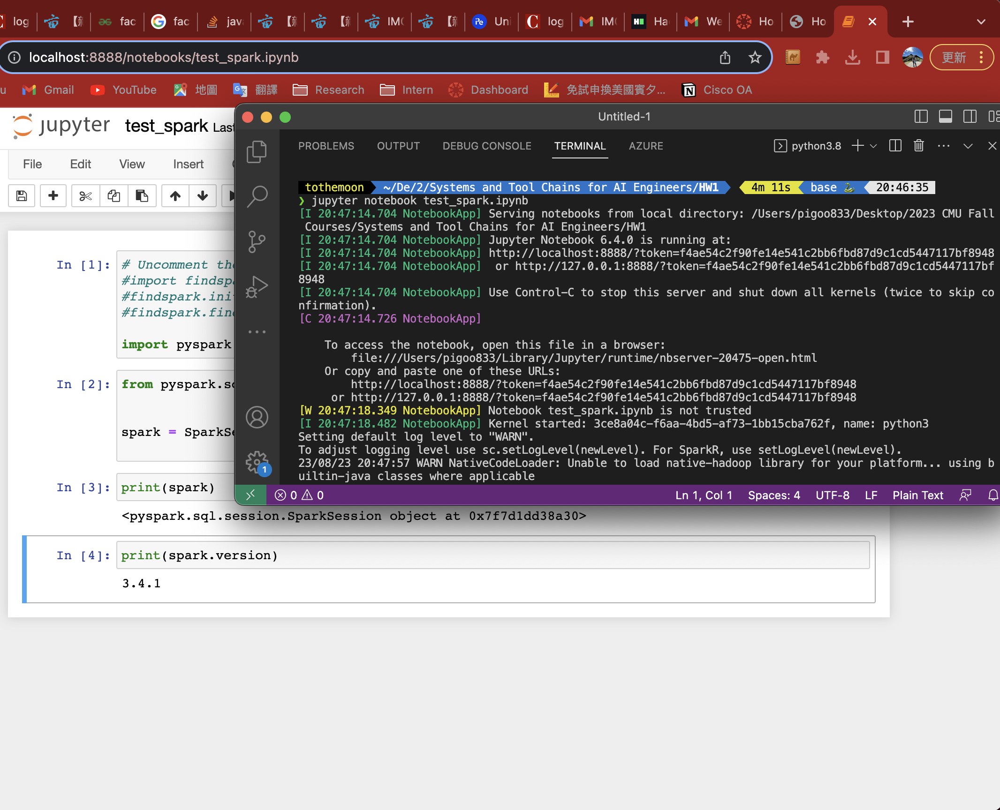 log
fac
fac
jav
IM
Uni
log
IM
Ha
We
Ho
Ho
localhost:8888/notebooks/test_spark.ipynb
更新
u
Gmail
YouTube
地圖
翻譯
Research
Intern
Dashboard
Cisco OA
jupyter test_spark Last
File Edit View Insert
In [1]: # Uncomment the
#import findspa
#findspark.init
#findspark.find
import pyspark
In [2]: from pyspark.sq
spark = SparkSe
In [3]: print(spark)
<pyspark.sql.session.SparkSession object at 0x7f7d1dd38a30>
In [4]: print(spark.version)
3.4.1
Untitled-1
PROBLEMS OUTPUT DEBUG CONSOLE TERMINAL AZURE
python3.8
tothemoon ~/De/2/Systems and Tool Chains for AI Engineers/HW1 4m 11s base 20:46:35
❯ jupyter notebook test_spark.ipynb
[I 20:47:14.704 NotebookApp] Serving notebooks from local directory: /Users/pigoo833/Desktop/2023 CMU Fall
Courses/Systems and Tool Chains for AI Engineers/HW1
[I 20:47:14.704 NotebookApp] Jupyter Notebook 6.4.0 is running at:
[I 20:47:14.704 NotebookApp] http://localhost:8888/?token=f4ae54c2f90fe14e541c2bb6fbd87d9c1cd5447117bf8948
[I 20:47:14.704 NotebookApp]  or http://127.0.0.1:8888/?token=f4ae54c2f90fe14e541c2bb6fbd87d9c1cd5447117bf
8948
[I 20:47:14.704 NotebookApp] Use Control-C to stop this server and shut down all kernels (twice to skip co
nfirmation).
[C 20:47:14.726 NotebookApp]
To access the notebook, open this file in a browser:
file:///Users/pigoo833/Library/Jupyter/runtime/nbserver-20475-open.html
Or copy and paste one of these URLs:
http://localhost:8888/?token=f4ae54c2f90fe14e541c2bb6fbd87d9c1cd5447117bf8948
or http://127.0.0.1:8888/?token=f4ae54c2f90fe14e541c2bb6fbd87d9c1cd5447117bf8948
[W 20:47:18.349 NotebookApp] Notebook test_spark.ipynb is not trusted
[I 20:47:18.482 NotebookApp] Kernel started: 3ce8a04c-f6aa-4bd5-af73-1bb15cba762f, name: python3
Setting default log level to "WARN".
To adjust logging level use sc.setLogLevel(newLevel). For SparkR, use setLogLevel(newLevel).
23/08/23 20:47:57 WARN NativeCodeLoader: Unable to load native-hadoop library for your platform... using b
uiltin-java classes where applicable
1
0 0
Ln 1, Col 1 Spaces: 4 UTF-8 LF Plain Text